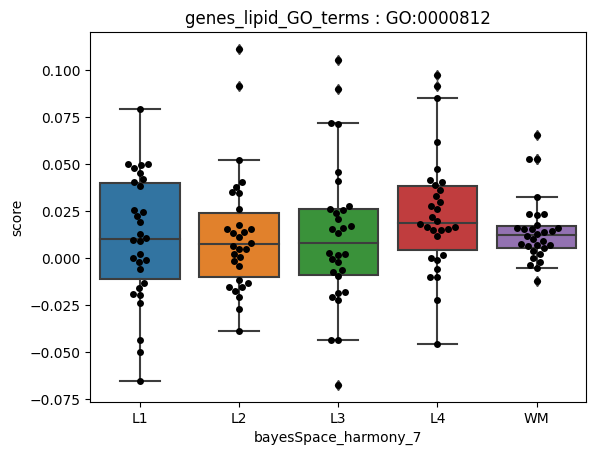 genes_lipid_GO_terms : GO:0000812
0.100
0.075
0.050
0.025
0.000
−0.025
−0.050
−0.075
score
L1 L2 L3 L4 WM
bayesSpace_harmony_7